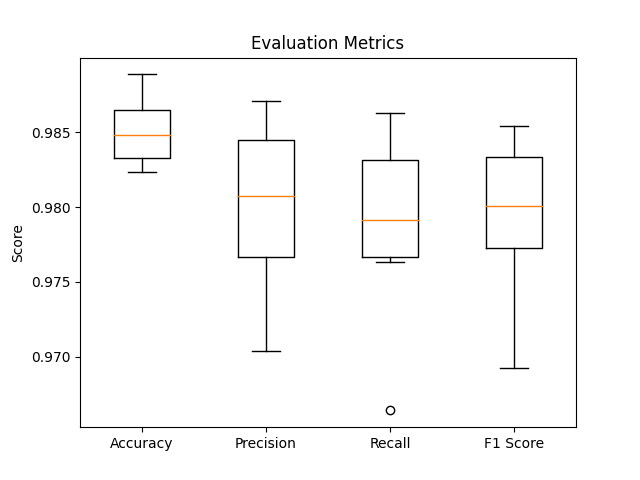 Evaluation Metrics
0.985
0.980
0.975
0.970
Score
Accuracy
Precision
Recall
F1 Score